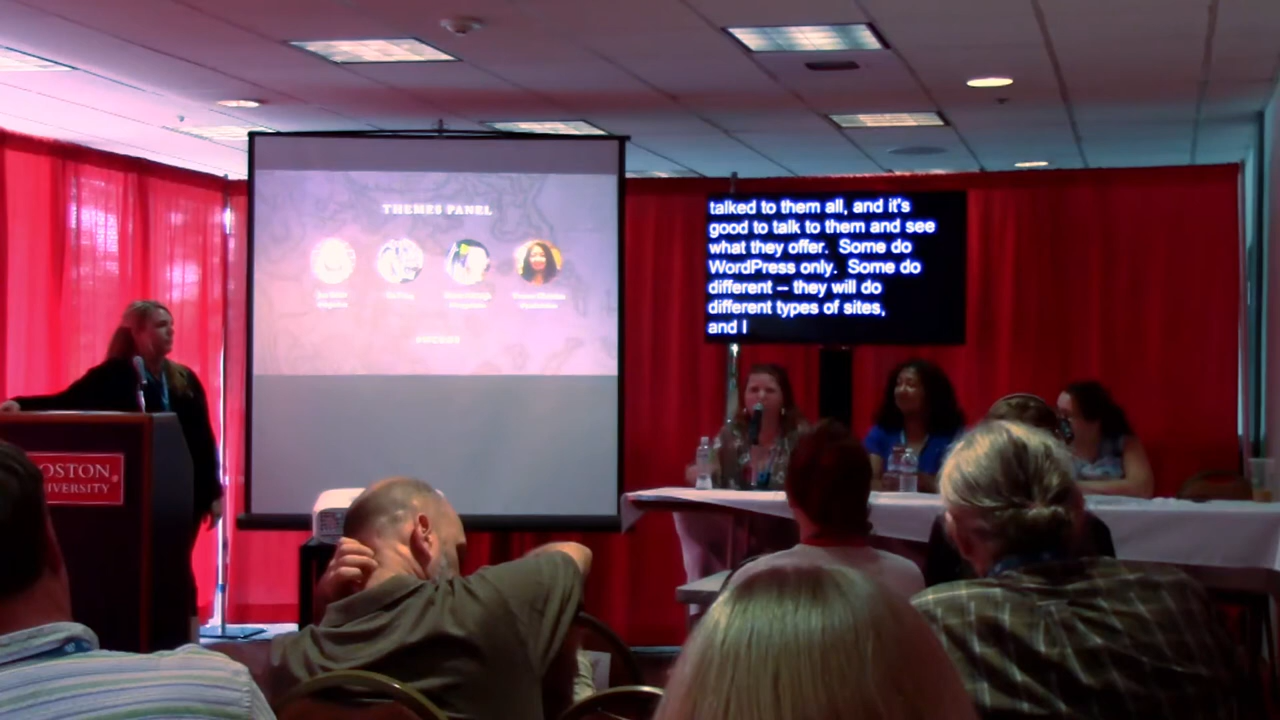 THEMES PANEL
talked to them all, and it's
good to talk to them and see
what they offer.  Some do
WordPress only.  Some do
different – they will do
different types of sites,
and I
OSTON
IVERSITY